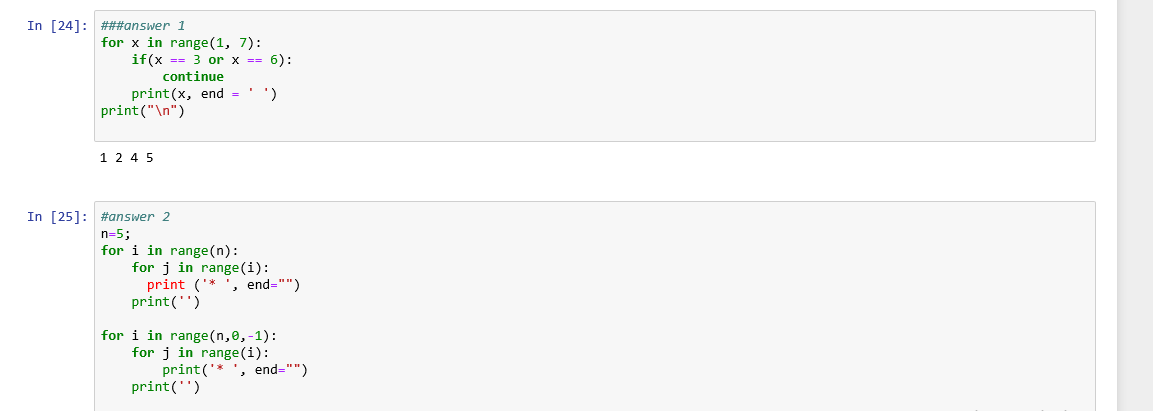 In [24]: ###answer 1
for x in range(1, 7):
    if(x == 3 or x == 6):
        continue
    print(x, end = ' ')
print("\n")
1 2 4 5
In [25]: #answer 2
n=5;
for i in range(n):
    for j in range(i):
      print ('* ', end="")
    print('')
for i in range(n,0,-1):
    for j in range(i):
        print('* ', end="")
    print('')